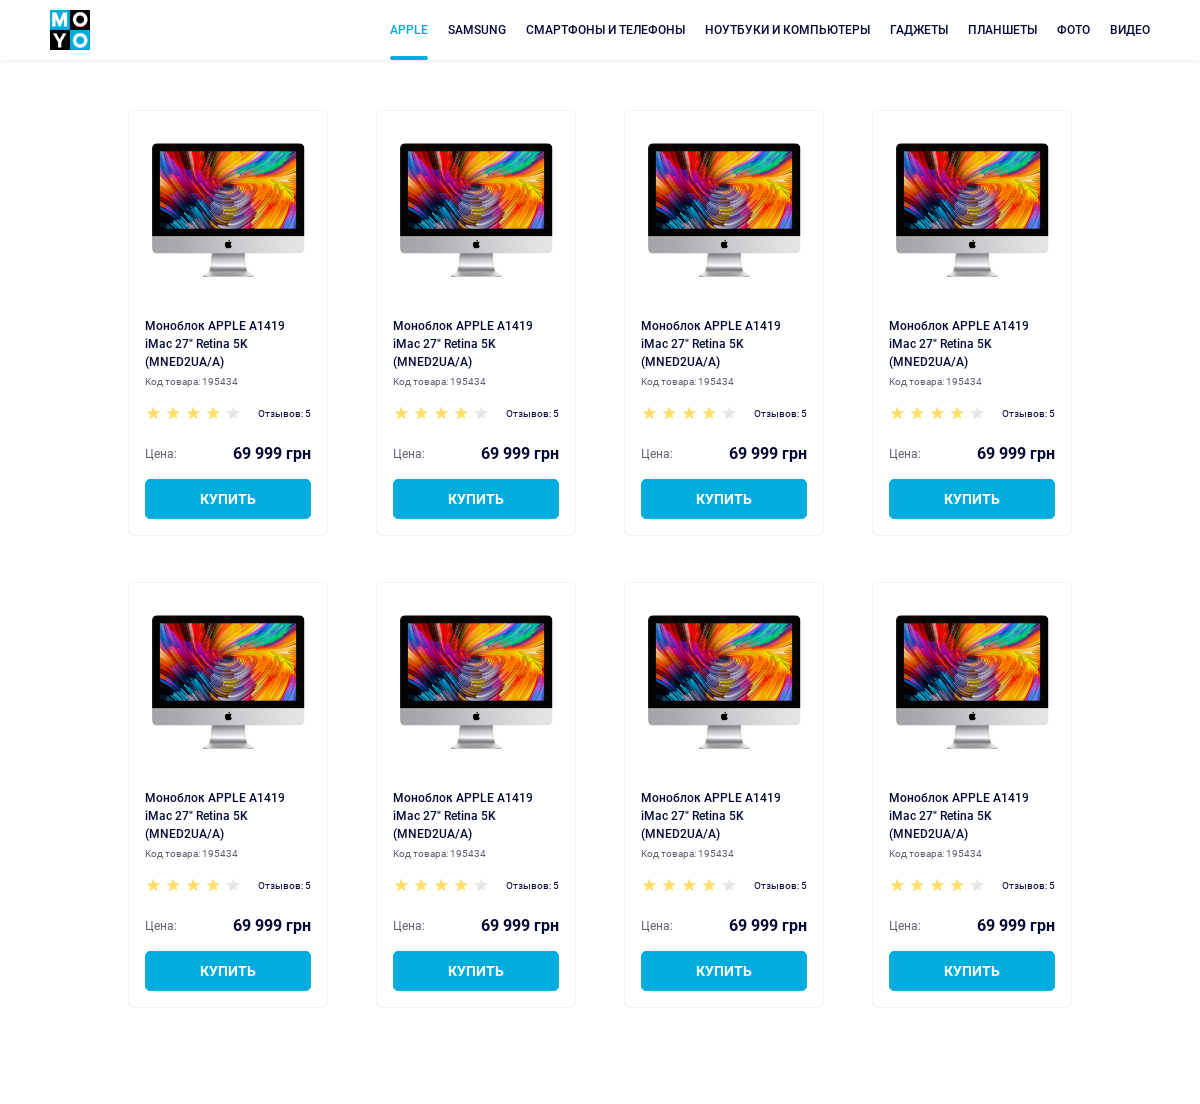 MO
YO
APPLE SAMSUNG СМАРТФОНЫ И ТЕЛЕФОНЫ НОУТБУКИ И КОМПЬЮТЕРЫ ГАДЖЕТЫ ПЛАНШЕТЫ ФОТО ВИДЕО
Моноблок APPLE A1419
iMac 27" Retina 5K
(MNED2UA/A)
Код товара: 195434
Отзывов: 5
Цена: 69 999 грн
КУПИТЬ
Моноблок APPLE A1419
iMac 27" Retina 5K
(MNED2UA/A)
Код товара: 195434
Отзывов: 5
Цена: 69 999 грн
КУПИТЬ
Моноблок APPLE A1419
iMac 27" Retina 5K
(MNED2UA/A)
Код товара: 195434
Отзывов: 5
Цена: 69 999 грн
КУПИТЬ
Моноблок APPLE A1419
iMac 27" Retina 5K
(MNED2UA/A)
Код товара: 195434
Отзывов: 5
Цена: 69 999 грн
КУПИТЬ
Моноблок APPLE A1419
iMac 27" Retina 5K
(MNED2UA/A)
Код товара: 195434
Отзывов: 5
Цена: 69 999 грн
КУПИТЬ
Моноблок APPLE A1419
iMac 27" Retina 5K
(MNED2UA/A)
Код товара: 195434
Отзывов: 5
Цена: 69 999 грн
КУПИТЬ
Моноблок APPLE A1419
iMac 27" Retina 5K
(MNED2UA/A)
Код товара: 195434
Отзывов: 5
Цена: 69 999 грн
КУПИТЬ
Моноблок APPLE A1419
iMac 27" Retina 5K
(MNED2UA/A)
Код товара: 195434
Отзывов: 5
Цена: 69 999 грн
КУПИТЬ